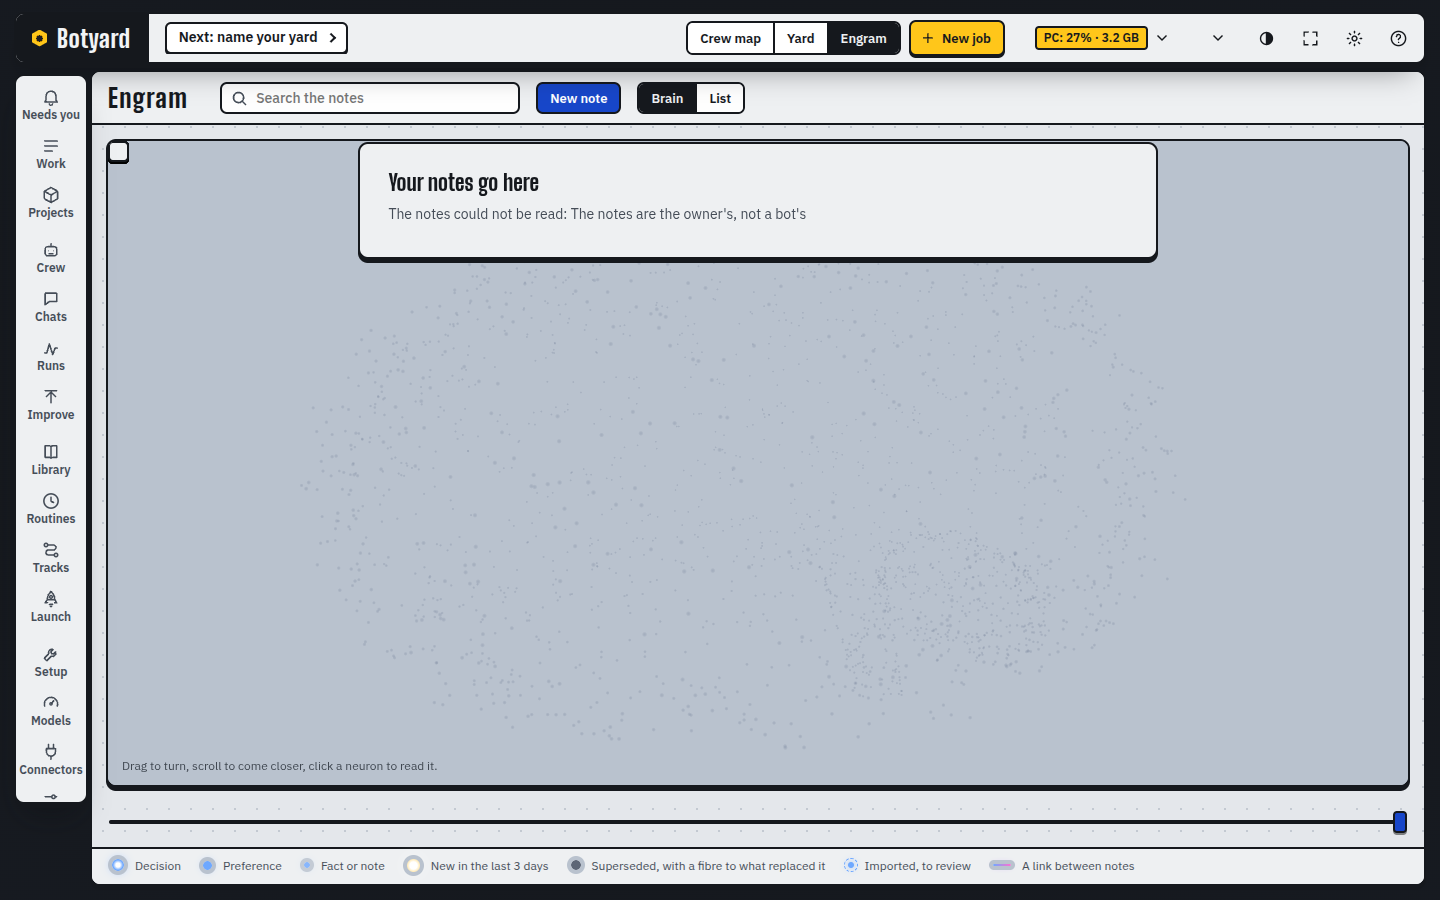 Botyard
Next: name your yard
Crew map
Yard
Engram
New job
PC: 27% · 3.2 GB
Needs you
Work
Projects
Crew
Chats
Runs
Improve
Library
Routines
Tracks
Launch
Setup
Models
Connectors
Engram
Search the notes
New note
Brain
List
Your notes go here
The notes could not be read: The notes are the owner's, not a bot's
Drag to turn, scroll to come closer, click a neuron to read it.
Decision
Preference
Fact or note
New in the last 3 days
Superseded, with a fibre to what replaced it
Imported, to review
A link between notes